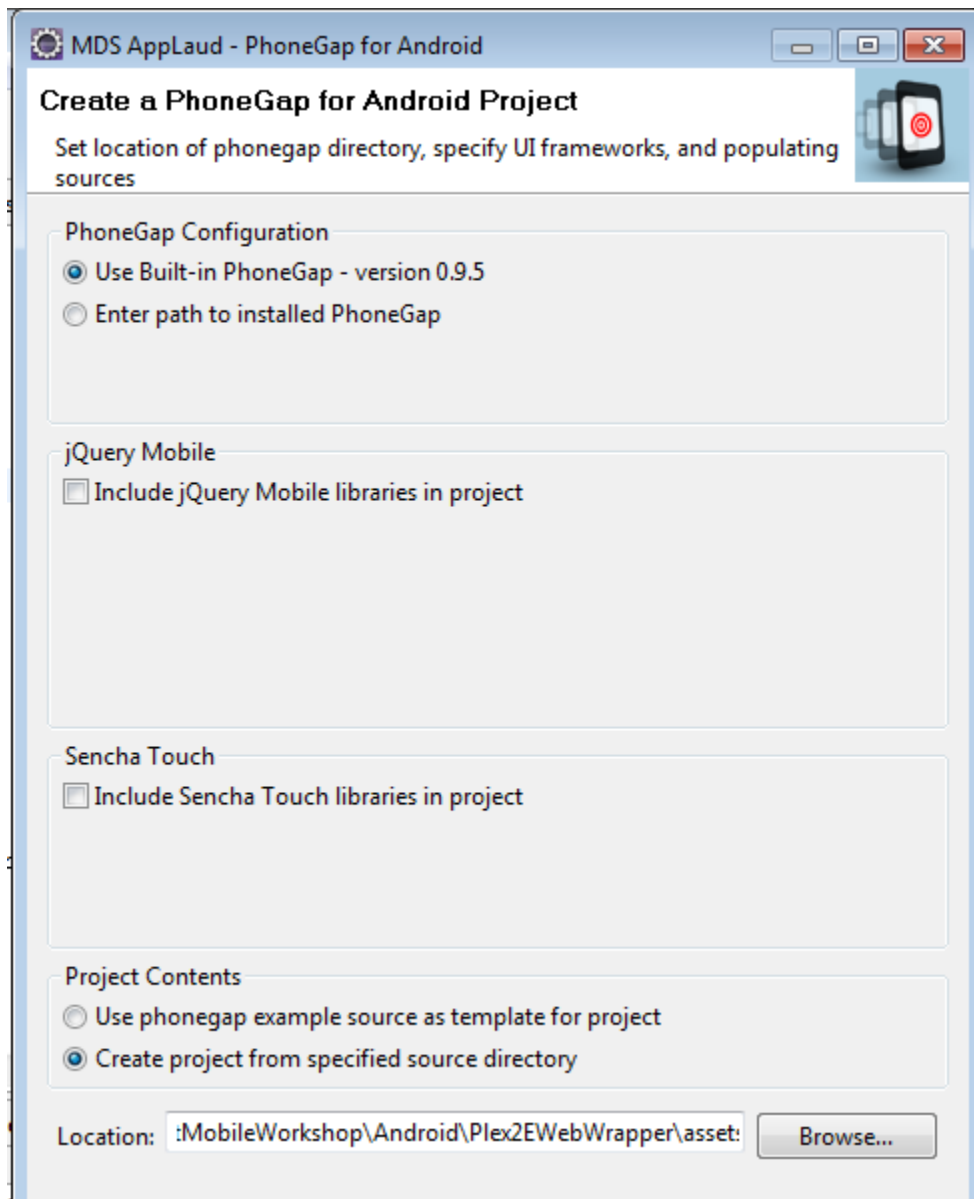 MDS AppLaud - PhoneGap for Android
Create a PhoneGap for Android Project
Set location of phonegap directory, specify UI frameworks, and populating
sources
PhoneGap Configuration
Use Built-in PhoneGap - version 0.9.5
Enter path to installed PhoneGap
jQuery Mobile
Include jQuery Mobile libraries in project
Sencha Touch
Include Sencha Touch libraries in project
Project Contents
Use phonegap example source as template for project
Create project from specified source directory
Location: tMobileWorkshop\Android\Plex2EWebWrapper\assets Browse...